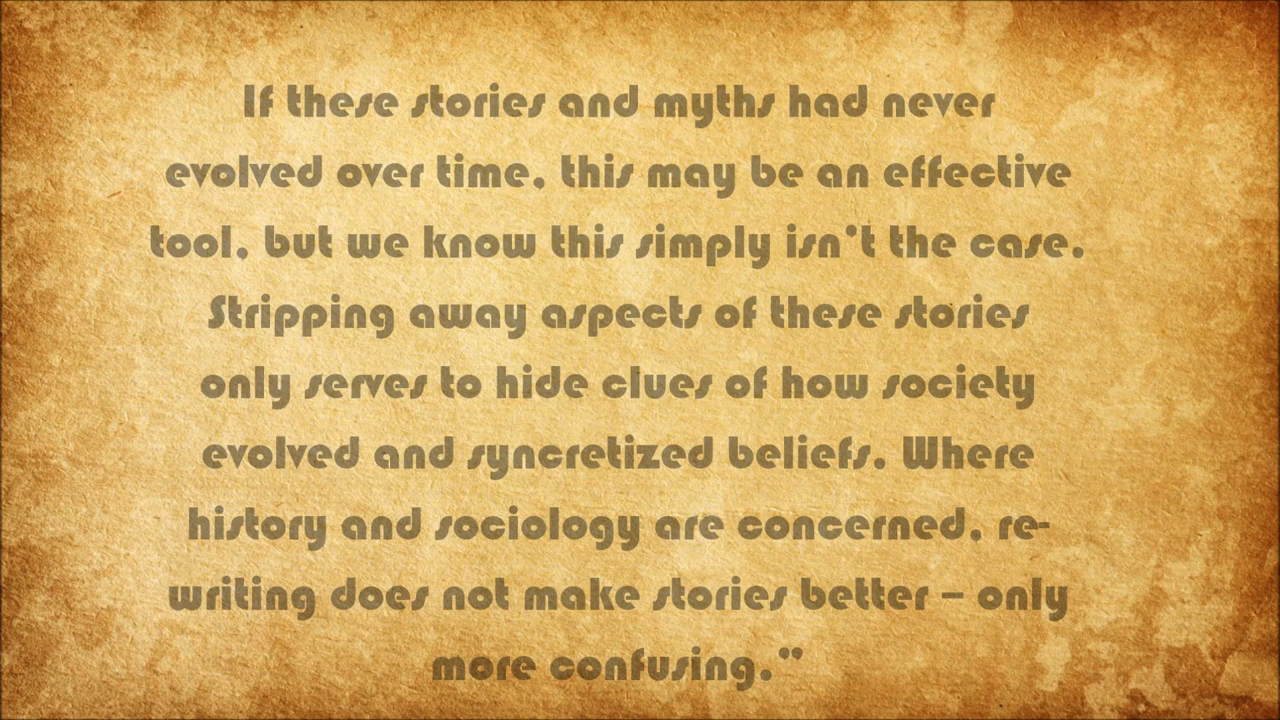 If these stories and myths had never
evolved over time, this may be an effective
tool, but we know this simply isn't the case.
Stripping away aspects of these stories
only serves to hide clues of how society
evolved and syncretized beliefs. Where
history and sociology are concerned, re-
writing does not make stories better – only
more confusing.”